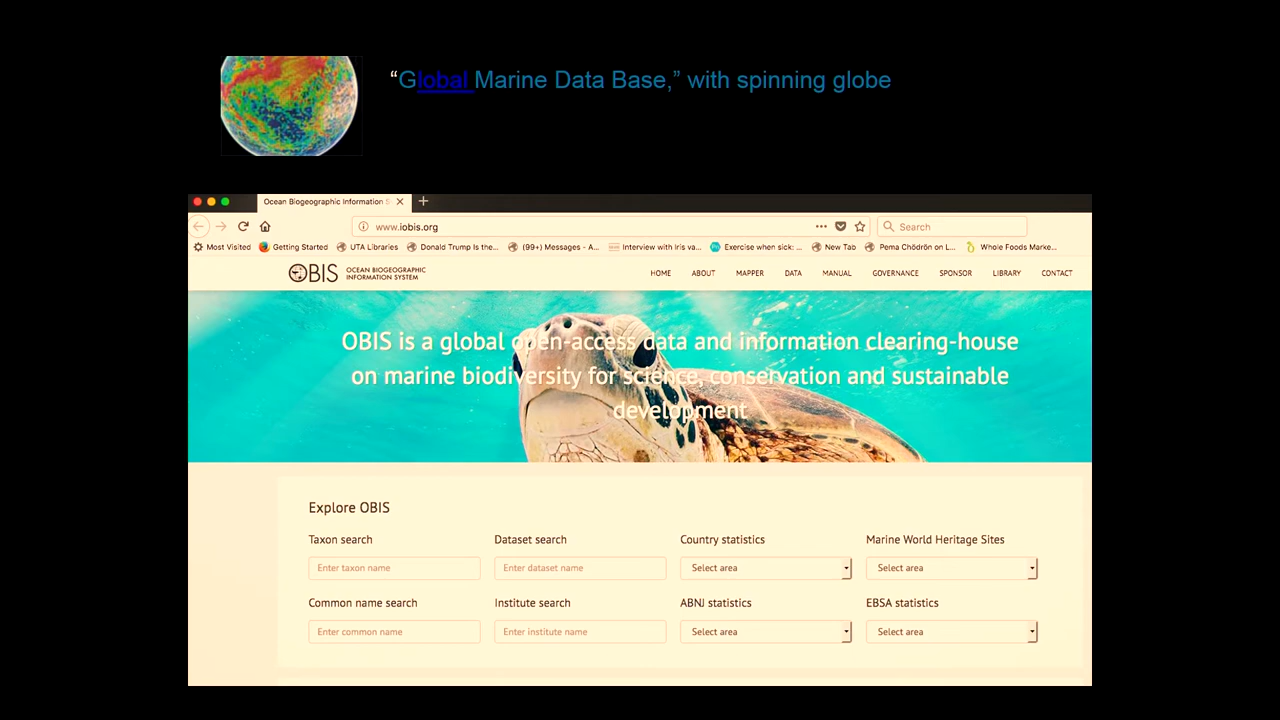 “Global Marine Data Base,” with spinning globe
Ocean Biogeographic Information S
www.iobis.org
Search
Most Visited Getting Started UTA Libraries Donald Trump Is the... (99+) Messages - A... Interview with Iris va... Exercise when sick: ... New Tab Pema Chödrön on L... Whole Foods Marke...
OBIS OCEAN BIOGEOGRAPHIC
INFORMATION SYSTEM
HOME ABOUT MAPPER DATA MANUAL GOVERNANCE SPONSOR LIBRARY CONTACT
OBIS is a global open-access data and information clearing-house
on marine biodiversity for science, conservation and sustainable
development
Explore OBIS
Taxon search Dataset search Country statistics Marine World Heritage Sites
Enter taxon name Enter dataset name Select area Select area
Common name search Institute search ABNJ statistics EBSA statistics
Enter common name Enter institute name Select area Select area